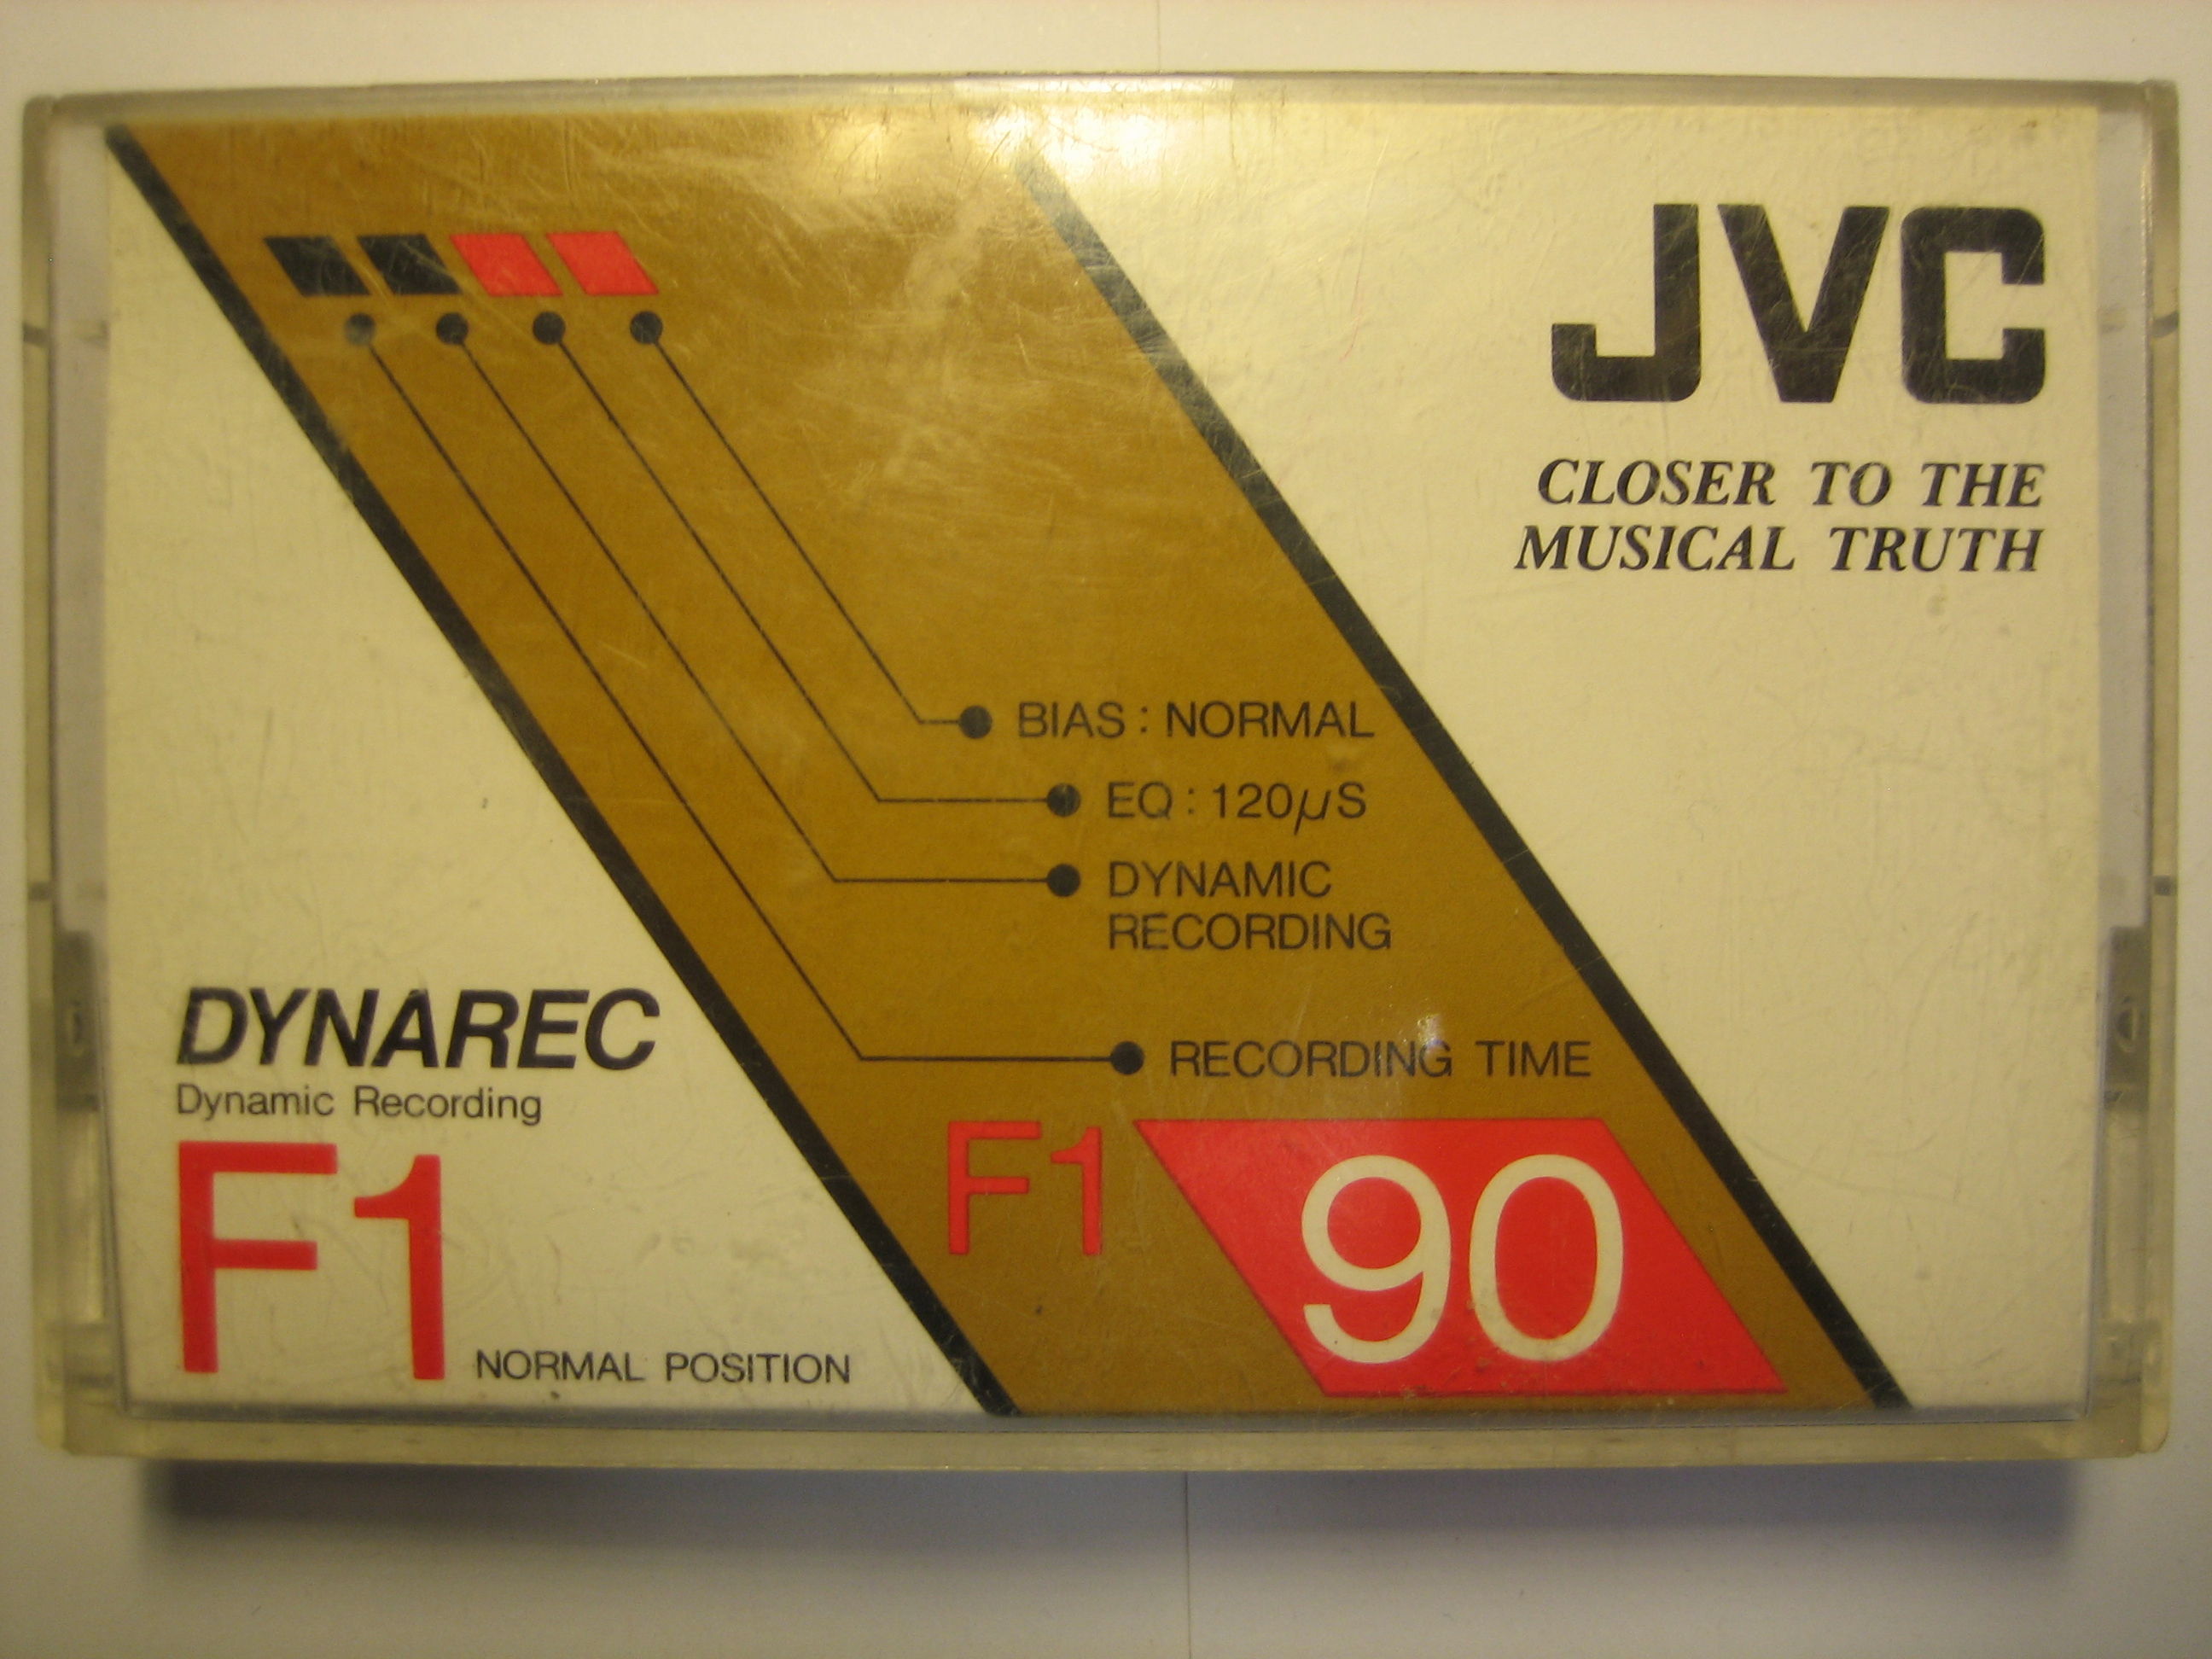 JVC
CLOSER TO THE
MUSICAL TRUTH
BIAS : NORMAL
EQ : 120µS
DYNAMIC
RECORDING
RECORDING TIME
F1 90
DYNAREC
Dynamic Recording
F1 NORMAL POSITION